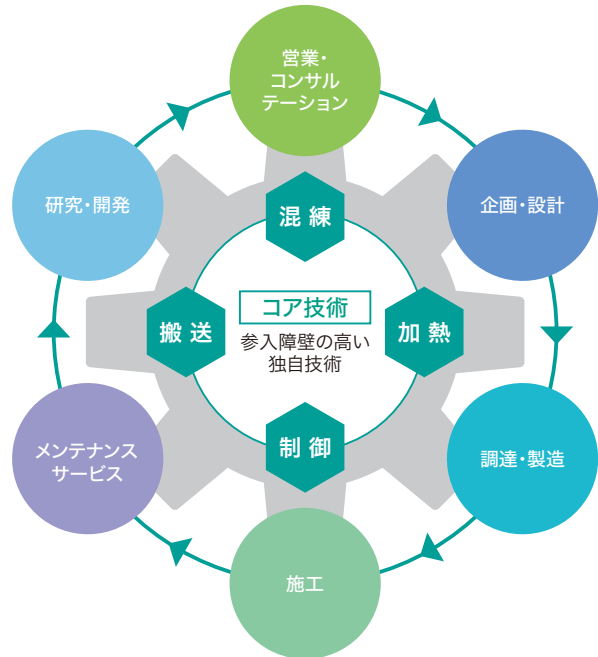 営業・
コンサル
テーション
研究・開発
企画・設計
混練
コア技術
搬送
加熱
参入障壁の高い
独自技術
制御
メンテナンス
サービス
調達・製造
施工